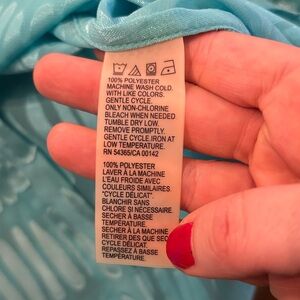 100% POLYESTER
MACHINE WASH COLD.
WITH LIKE COLORS.
GENTLE CYCLE.
ONLY NON-CHLORINE
BLEACH WHEN NEEDED
TUMBLE DRY LOW.
REMOVE PROMPTLY.
GENTLE CYCLE.IRON AT
LOW TEMPERATURE.
RN 54365/CA 00142
100% POLYESTER
LAVER À LA MACHINE
L'EAU FROIDE AVEC
COULEURS SIMILAIRES.
"CYCLE DÉLICAT".
BLANCHIR SANS
CHLORE SI NÉCESSAIRE
SÉCHER À BASSE
TEMPÉRATURE.
SÉCHER À MACHINE
RETIRER DÈS QUE SEC
CYCLE DÉLICAT.
REPASSEZ À BASSE
TEMPÉRATURE.